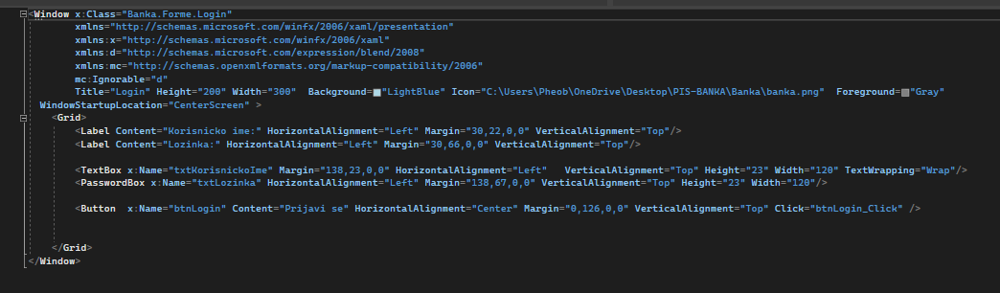 <Window x:Class="Banka.Forme.Login"
xmlns="http://schemas.microsoft.com/winfx/2006/xaml/presentation"
xmlns:x="http://schemas.microsoft.com/winfx/2006/xaml"
xmlns:d="http://schemas.microsoft.com/expression/blend/2008"
xmlns:mc="http://schemas.openxmlformats.org/markup-compatibility/2006"
mc:Ignorable="d"
Title="Login" Height="200" Width="300"  Background="LightBlue" Icon="C:\Users\Pheob\OneDrive\Desktop\PIS-BANKA\Banka\banka.png"  Foreground="Gray"
WindowStartupLocation="CenterScreen" >
<Grid>
<Label Content="Korisnicko ime:" HorizontalAlignment="Left" Margin="30,22,0,0" VerticalAlignment="Top"/>
<Label Content="Lozinka:" HorizontalAlignment="Left" Margin="30,66,0,0" VerticalAlignment="Top"/>
<TextBox x:Name="txtKorisnickoIme" Margin="138,23,0,0" HorizontalAlignment="Left"   VerticalAlignment="Top" Height="23" Width="120" TextWrapping="Wrap"/>
<PasswordBox x:Name="txtLozinka" HorizontalAlignment="Left" Margin="138,67,0,0" VerticalAlignment="Top" Height="23" Width="120"/>
<Button  x:Name="btnLogin" Content="Prijavi se" HorizontalAlignment="Center" Margin="0,126,0,0" VerticalAlignment="Top" Click="btnLogin_Click" />
</Grid>
</Window>